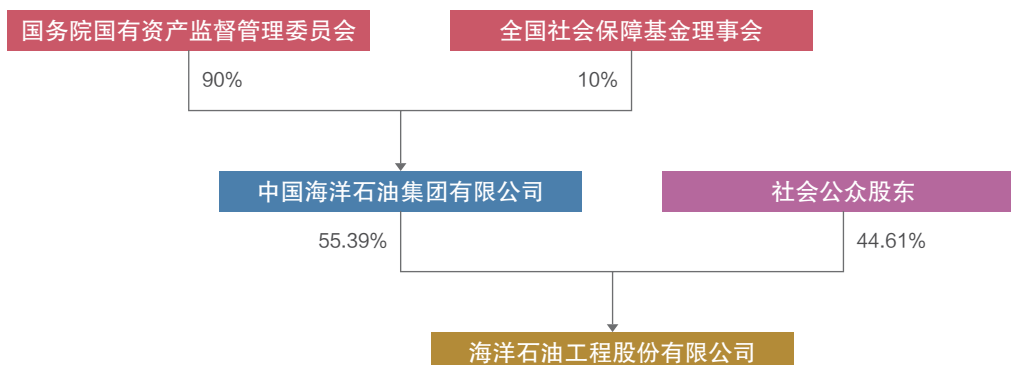 国务院国有资产监督管理委员会
全国社会保障基金理事会
90%
10%
中国海洋石油集团有限公司
社会公众股东
55.39%
44.61%
海洋石油工程股份有限公司